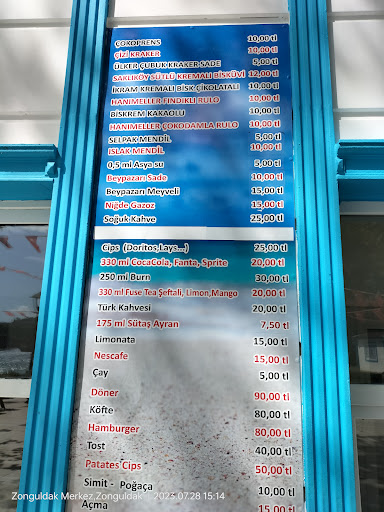 ÇOKOPRENS 10,00 tl
ÇİZİ KRAKER 10,00 tl
ÜLKER ÇUBUK KRAKER SADE 5,00 tl
SAKLIKÖY SÜTLÜ KREMALI BİSKÜVİ 12,00 tl
İKRAM KREMALI BİSK ÇİKOLATALI 10,00 tl
HANIMELLER FINDIKLI RULO 10,00 tl
BİSKREM KAKAOLU 10,00 tl
HANIMELLER ÇOKODAMLA RULO 10,00 tl
SELPAK MENDİL 5,00 tl
ISLAK MENDİL 10,00 tl
0,5 ml Asya su 5,00 tl
Beypazarı Sade 10,00 tl
Beypazarı Meyveli 15,00 tl
Niğde Gazoz 15,00 tl
Soğuk Kahve 25,00 tl
Cips (Doritos,Lays...) 25,00 tl
330 ml CocaCola, Fanta, Sprite 20,00 tl
250 ml Burn 30,00 tl
330 ml Fuse Tea Şeftali, Limon,Mango 20,00 tl
Türk Kahvesi 20,00 tl
175 ml Sütaş Ayran 7,50 tl
Limonata 15,00 tl
Nescafe 15,00 tl
Çay 5,00 tl
Döner 90,00 tl
Köfte 80,00 tl
Hamburger 80,00 tl
Tost 40,00 tl
Patates Cips 50,00 tl
Simit - Poğaça 10,00 tl
Açma 15,00 tl
Zonguldak Merkez,Zonguldak 2023.07.28 15:14